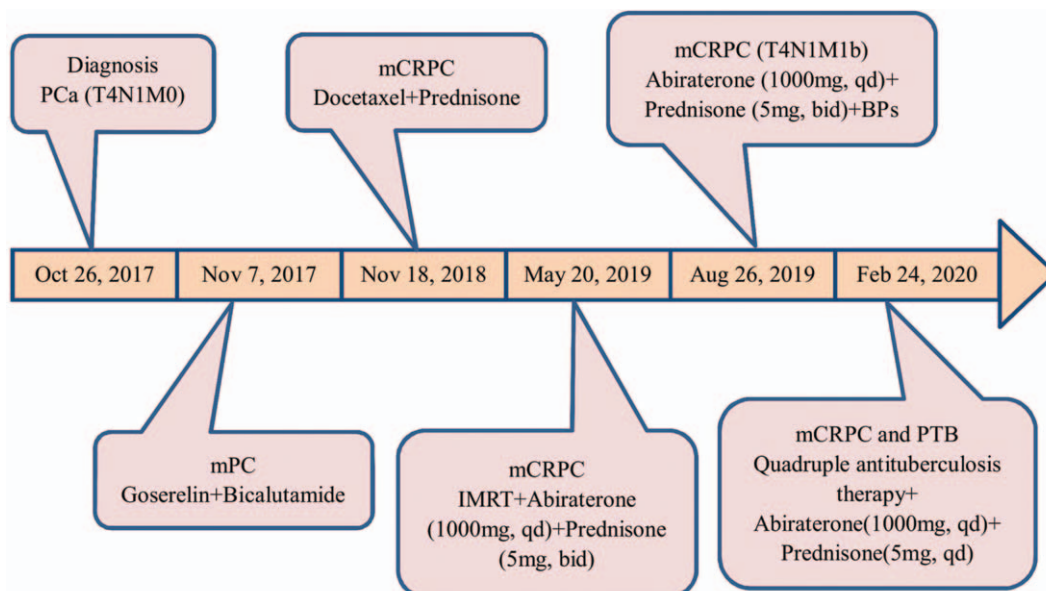 Diagnosis
PCa (T4N1M0)
mCRPC
Docetaxel+Prednisone
mCRPC (T4N1M1b)
Abiraterone (1000mg, qd)+
Prednisone (5mg, bid)+BPs
Oct 26, 2017
Nov 7, 2017
Nov 18, 2018
May 20, 2019
Aug 26, 2019
Feb 24, 2020
mPC
Goserelin+Bicalutamide
mCRPC
IMRT+Abiraterone
(1000mg, qd)+Prednisone
(5mg, bid)
mCRPC and PTB
Quadruple antituberculosis
therapy+
Abiraterone(1000mg, qd)+
Prednisone(5mg, qd)